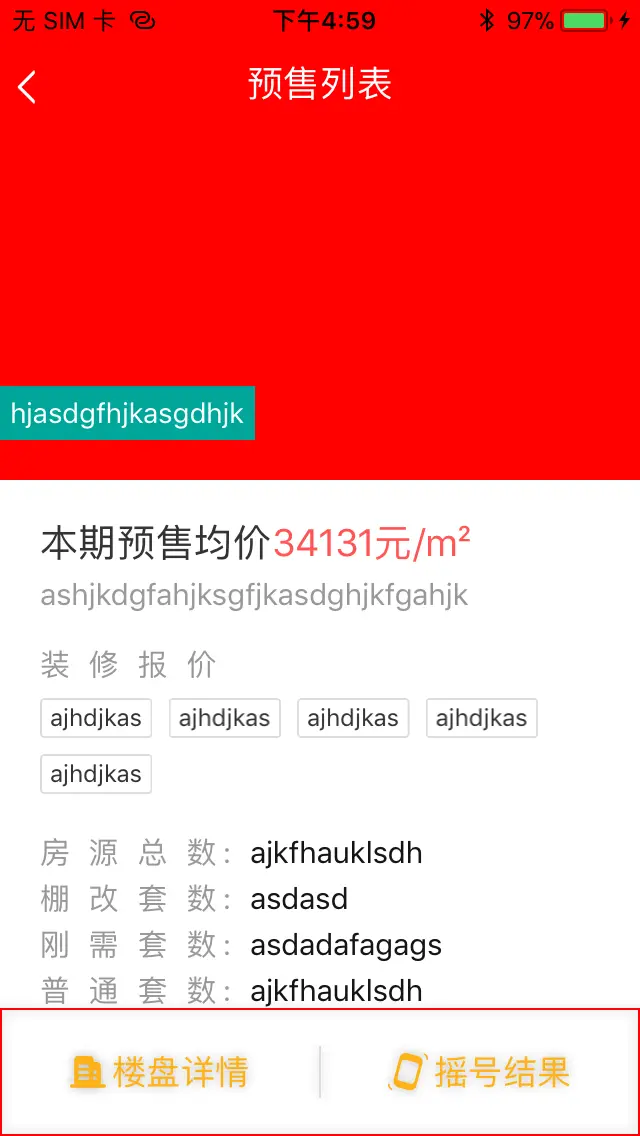 无 SIM 卡 下午4:59 97%
预售列表
hjasdgfhjkasgdhjk
本期预售均价34131元/m²
ashjkdgfahjksgfjkasdghjkfgahjk
装修报价
ajhdjkas ajhdjkas ajhdjkas ajhdjkas
ajhdjkas
房源总数: ajkfhauklsdh
棚改套数: asdasd
刚需套数: asdadafagags
普通套数: ajkfhauklsdh
楼盘详情 摇号结果